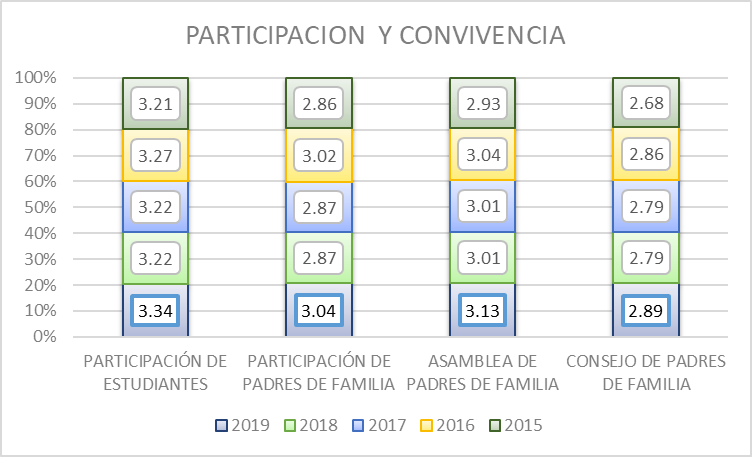 PARTICIPACION Y CONVIVENCIA
100%
90%
80%
70%
60%
50%
40%
30%
20%
10%
0%
3.21 2.86 2.93 2.68
3.27 3.02 3.04 2.86
3.22 2.87 3.01 2.79
3.22 2.87 3.01 2.79
3.34 3.04 3.13 2.89
PARTICIPACIÓN DE
ESTUDIANTES
PARTICIPACIÓN DE
PADRES DE FAMILIA
ASAMBLEA DE
PADRES DE FAMILIA
CONSEJO DE PADRES
DE FAMILIA
2019 2018 2017 2016 2015